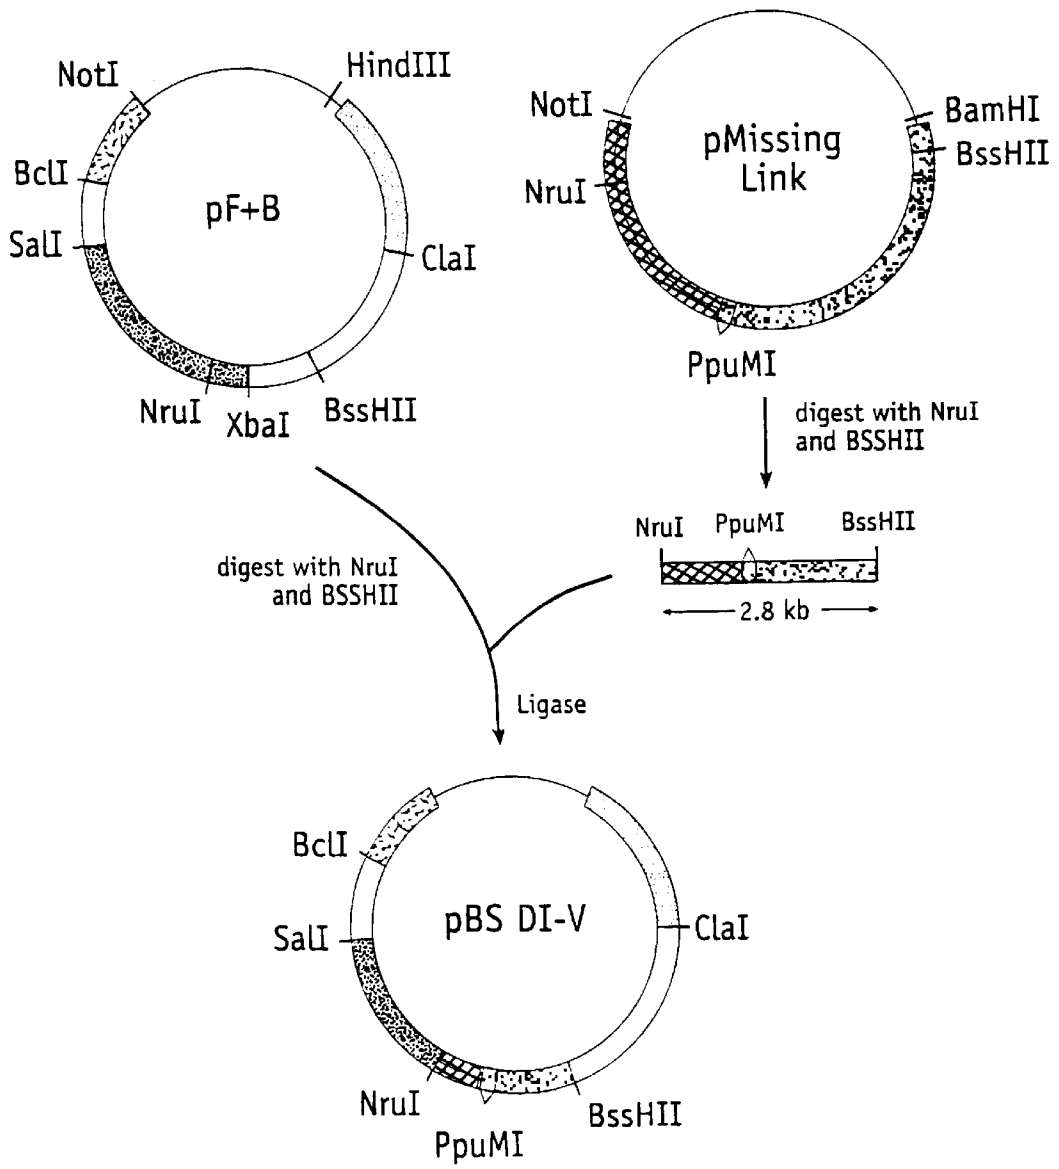 NotI
HindIII
BclI
pF+B
SalI
ClaI
NruI
XbaI
BssHII
NotI
BamHI
pMissing
Link
BssHII
NruI
PpuMI
digest with NruI
and BSSHII
NruI
PpuMI
BssHII
2.8 kb
digest with NruI
and BSSHII
Ligase
BclI
pBS DI-V
SalI
ClaI
NruI
PpuMI
BssHII